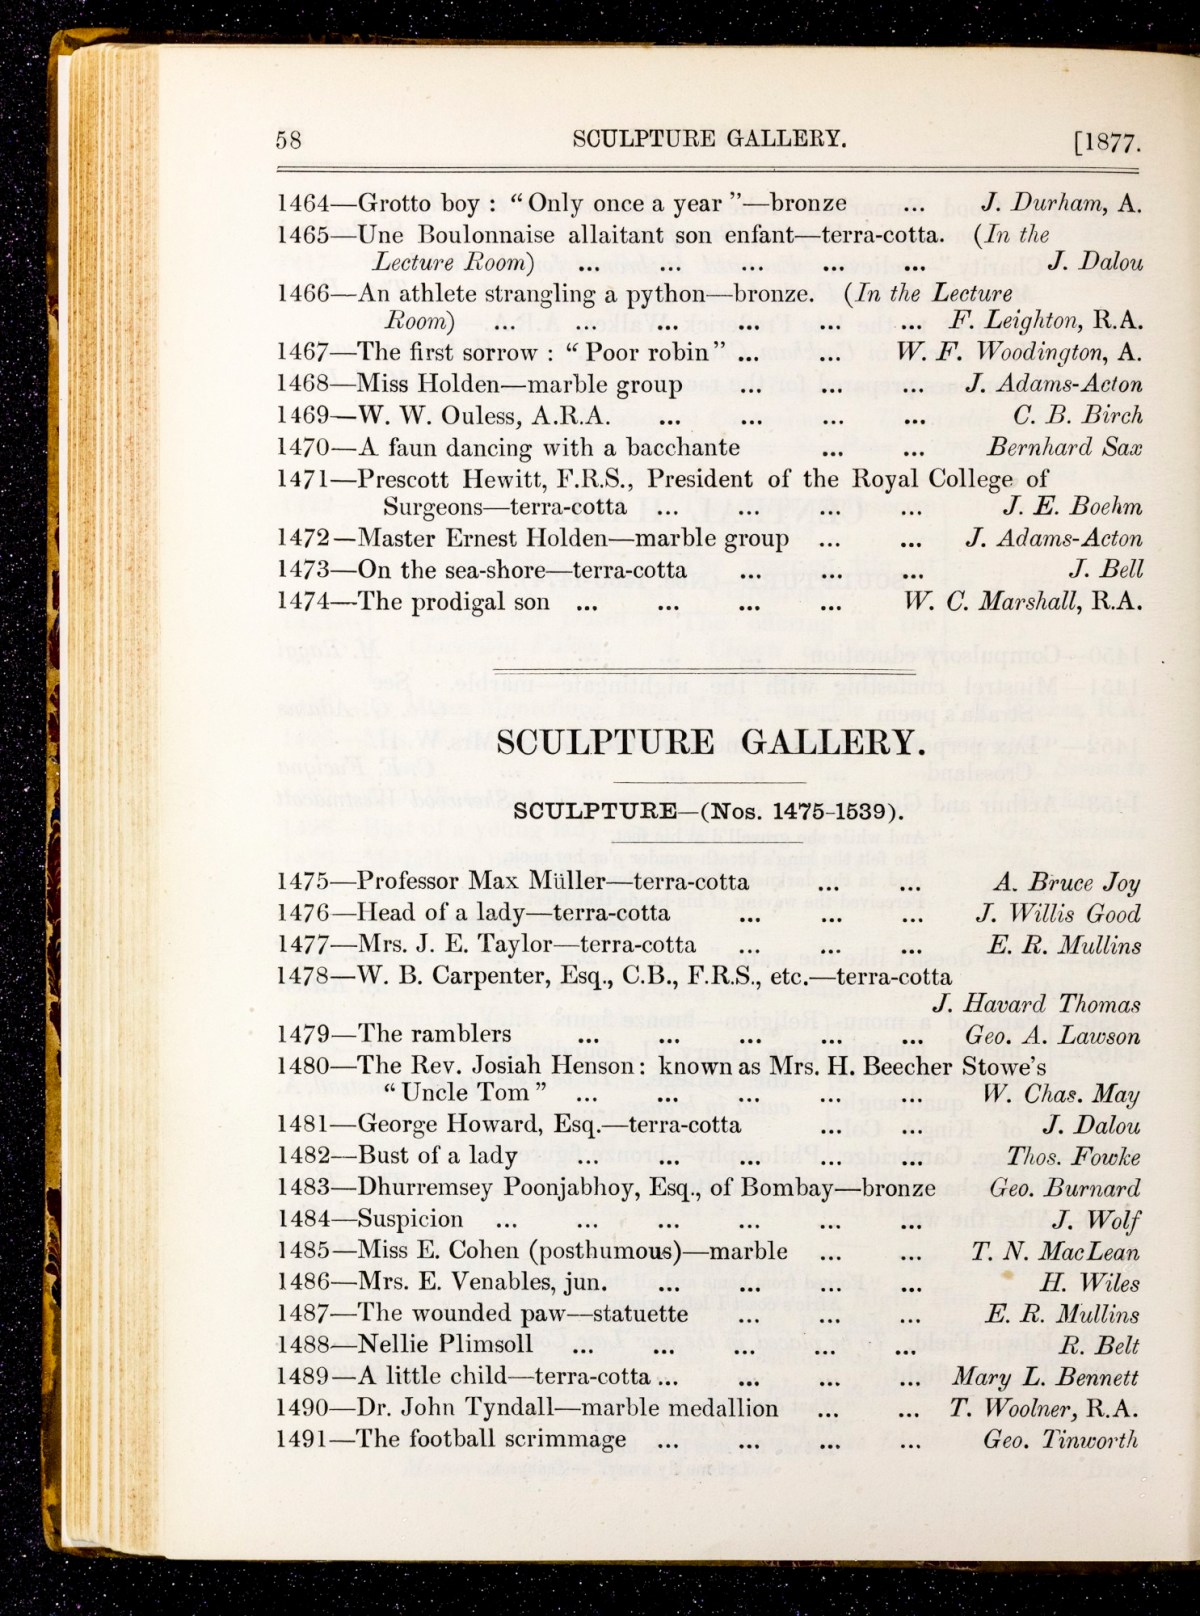 58 SCULPTURE GALLERY. [1877.
1464—Grotto boy : “ Only once a year ”—bronze ... J. Durham, A.
1465—Une Boulonnaise allaitant son enfant—terra-cotta. (In the
Lecture Room) ... ... ... ... ... J. Dalou
1466—An athlete strangling a python—bronze. (In the Lecture
Room) ... ... ... ... ... ... F. Leighton, R.A.
1467—The first sorrow : “ Poor robin” ... ... W. F. Woodington, A.
1468—Miss Holden—marble group ... ... ... J. Adams-Acton
1469—W. W. Ouless, A.R.A. ... ... ... ... C. B. Birch
1470—A faun dancing with a bacchante ... ... Bernhard Sax
1471—Prescott Hewitt, F.R.S., President of the Royal College of
Surgeons—terra-cotta ... ... ... ... J. E. Boehm
1472—Master Ernest Holden—marble group ... ... J. Adams-Acton
1473—On the sea-shore—terra-cotta ... ... ... J. Bell
1474—The prodigal son ... ... ... ... W. C. Marshall, R.A.
SCULPTURE GALLERY.
SCULPTURE—(Nos. 1475-1539).
1475—Professor Max Müller—terra-cotta ... ... A. Bruce Joy
1476—Head of a lady—terra-cotta ... ... ... J. Willis Good
1477—Mrs. J. E. Taylor—terra-cotta ... ... ... E. R. Mullins
1478—W. B. Carpenter, Esq., C.B., F.R.S., etc.—terra-cotta
J. Havard Thomas
1479—The ramblers ... ... ... ... ... Geo. A. Lawson
1480—The Rev. Josiah Henson: known as Mrs. H. Beecher Stowe’s
“ Uncle Tom ” ... ... ... ... ... W. Chas. May
1481—George Howard, Esq.—terra-cotta ... ... J. Dalou
1482—Bust of a lady ... ... ... ... ... Thos. Fowke
1483—Dhurremsey Poonjabhoy, Esq., of Bombay—bronze Geo. Burnard
1484—Suspicion ... ... ... ... ... ... J. Wolf
1485—Miss E. Cohen (posthumous)—marble ... ... T. N. MacLean
1486—Mrs. E. Venables, jun. ... ... ... ... H. Wiles
1487—The wounded paw—statuette ... ... ... E. R. Mullins
1488—Nellie Plimsoll ... ... ... ... ... R. Belt
1489—A little child—terra-cotta ... ... ... ... Mary L. Bennett
1490—Dr. John Tyndall—marble medallion ... ... T. Woolner, R.A.
1491—The football scrimmage ... ... ... ... Geo. Tinworth